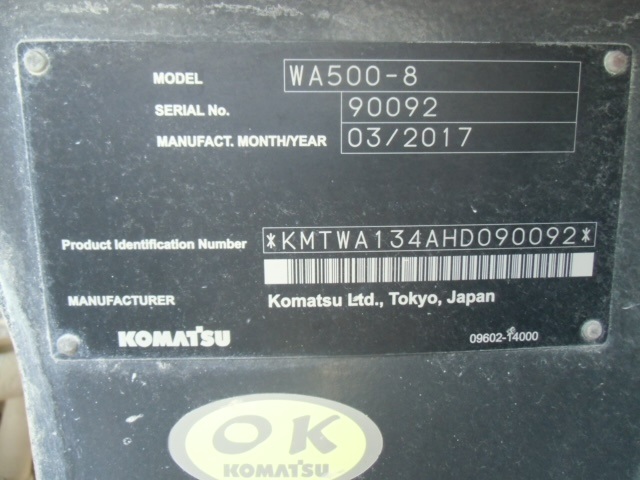 MODEL WA500-8
SERIAL No. 90092
MANUFACT. MONTH/YEAR 03/2017
Product Identification Number *KMTWA134AHD090092*
MANUFACTURER Komatsu Ltd., Tokyo, Japan
KOMATSU 09602-14000
OK
KOMATSU